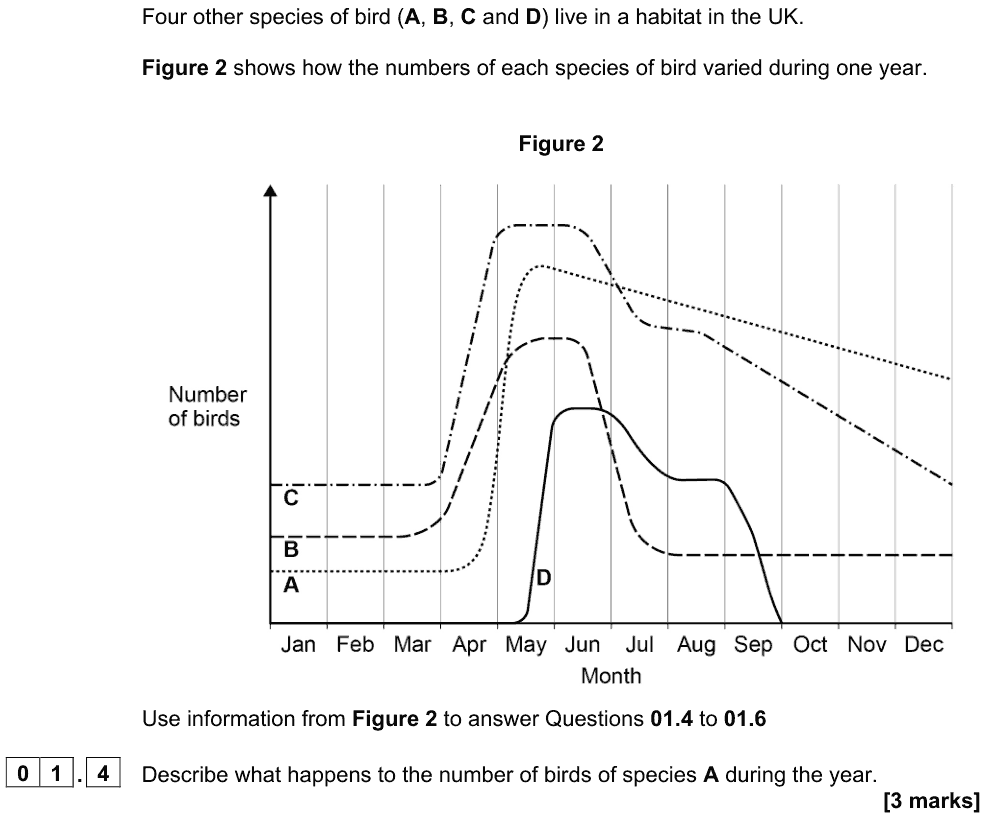 Four other species of bird (A, B, C and D) live in a habitat in the UK.
Figure 2 shows how the numbers of each species of bird varied during one year.
Figure 2
Number
of birds
C
B
A
D
Jan Feb Mar Apr May Jun Jul Aug Sep Oct Nov Dec
Month
Use information from Figure 2 to answer Questions 01.4 to 01.6
0 1 . 4 Describe what happens to the number of birds of species A during the year.
[3 marks]